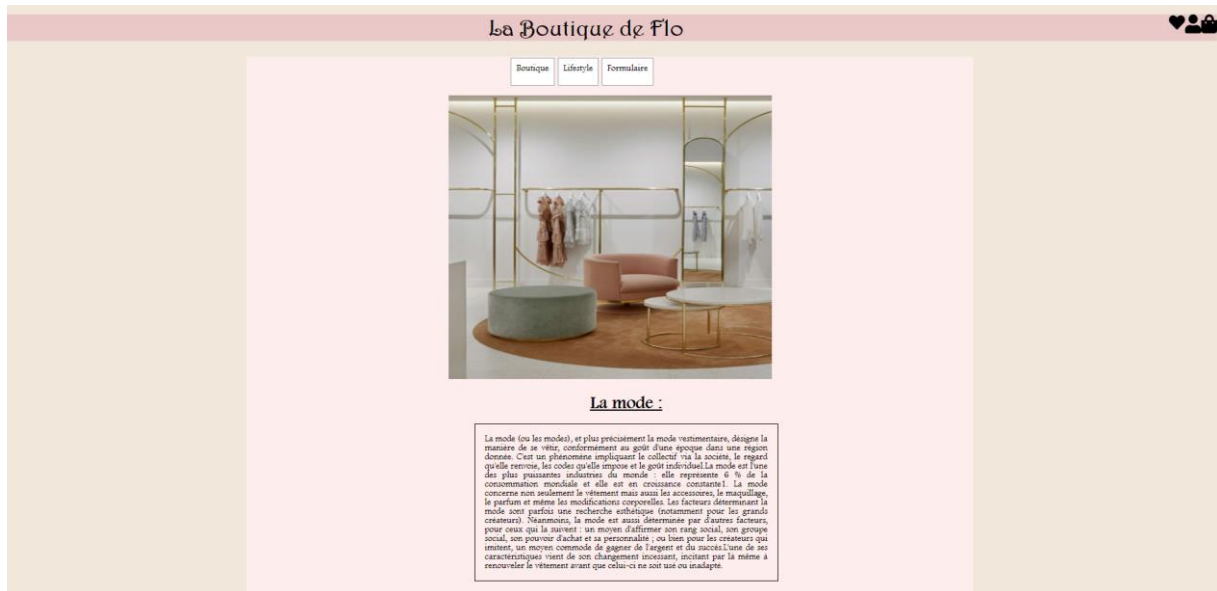 La Boutique de Flo
Boutique Lifestyle Formulaire
La mode :
La mode (ou les modes), et plus précisément la mode vestimentaire, désigne la
manière de se vêtir, conformément au goût d'une époque dans une région
donnée. C'est un phénomène impliquant le collectif via la société, le regard
qu'elle renvoie, les codes qu'elle impose et le goût individuel.La mode est l'une
des plus puissantes industries du monde : elle représente 6 % de la
consommation mondiale et elle est en croissance constante1. La mode
concerne non seulement le vêtement mais aussi les accessoires, le maquillage,
le parfum et même les modifications corporelles. Les facteurs déterminant la
mode sont parfois une recherche esthétique (notamment pour les grands
créateurs). Néanmoins, la mode est aussi déterminée par d'autres facteurs,
pour ceux qui la suivent : un moyen d'affirmer son rang social, son groupe
social, son pouvoir d'achat et sa personnalité ; ou bien pour les créateurs qui
imitent, un moyen commode de gagner de l'argent et du succès.L'une de ses
caractéristiques vient de son changement incessant, incitant par là même à
renouveler le vêtement avant que celui-ci ne soit usé ou inadapté.